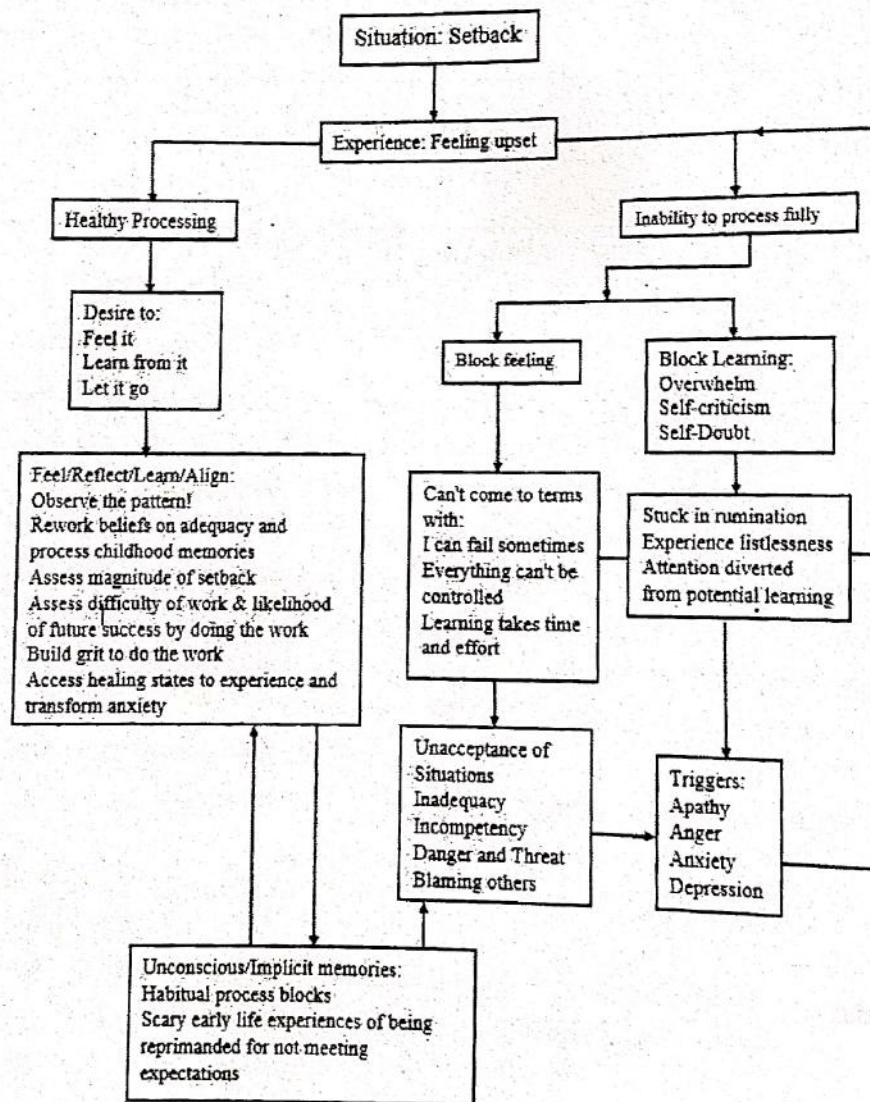 Situation: Setback
Experience: Feeling upset
Healthy Processing
Inability to process fully
Desire to:
Feel it
Learn from it
Let it go
Block feeling
Block Learning:
Overwhelm
Self-criticism
Self-Doubt
Feel/Reflect/Learn/Align:
Observe the pattern!
Rework beliefs on adequacy and
process childhood memories
Assess magnitude of setback
Assess difficulty of work & likelihood
of future success by doing the work
Build grit to do the work
Access healing states to experience and
transform anxiety
Can't come to terms
with:
I can fail sometimes
Everything can't be
controlled
Learning takes time
and effort
Stuck in rumination
Experience listlessness
Attention diverted
from potential learning
Unacceptance of
Situations
Inadequacy
Incompetency
Danger and Threat
Blaming others
Triggers:
Apathy
Anger
Anxiety
Depression
Unconscious/Implicit memories:
Habitual process blocks
Scary early life experiences of being
reprimanded for not meeting
expectations